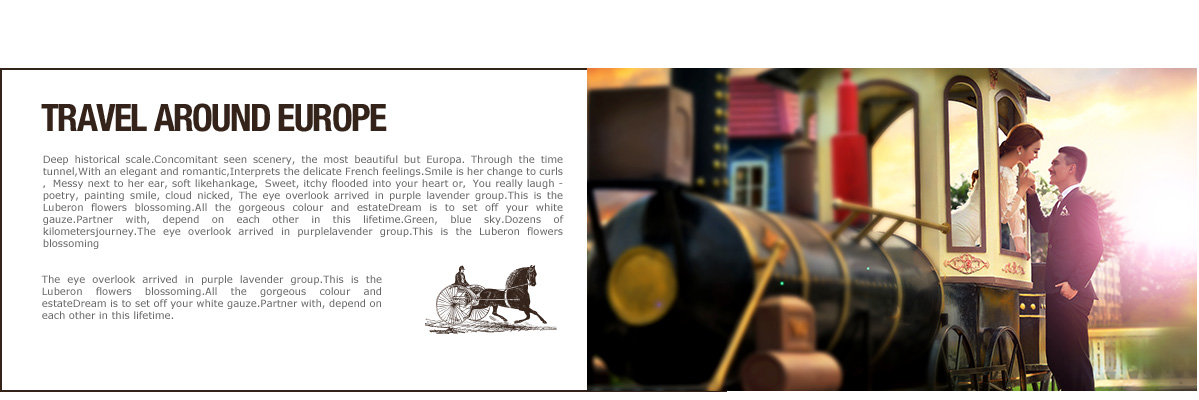 TRAVEL AROUND EUROPE
Deep historical scale.Concomitant seen scenery, the most beautiful but Europa. Through the time
tunnel,With an elegant and romantic,Interprets the delicate French feelings.Smile is her change to curls
, Messy next to her ear, soft likehankage, Sweet, itchy flooded into your heart or, You really laugh -
poetry, painting smile, cloud nicked, The eye overlook arrived in purple lavender group.This is the
Luberon flowers blossoming.All the gorgeous colour and estateDream is to set off your white
gauze.Partner with, depend on each other in this lifetime.Green, blue sky.Dozens of
kilometersjourney.The eye overlook arrived in purplelavender group.This is the Luberon flowers
blossoming
The eye overlook arrived in purple lavender group.This is the
Luberon flowers blossoming.All the gorgeous colour and
estateDream is to set off your white gauze.Partner with, depend on
each other in this lifetime.